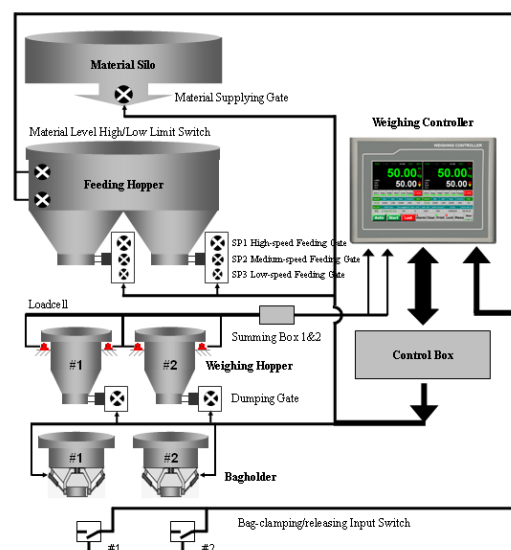 Material Silo
Material Supplying Gate
Weighing Controller
Material Level High/Low Limit Switch
WEIGHING CONTROLLER
Feeding Hopper
50.00 50.00
50.00 50.00
SP1 High-speed Feeding Gate
SP2 Medium-speed Feeding Gate
SP3 Low-speed Feeding Gate
Loadcell
Summing Box 1&2
#1 #2
Weighing Hopper
Control Box
Dumping Gate
#1 #2
Bagholder
Bag-clamping/releasing Input Switch
#1 #2